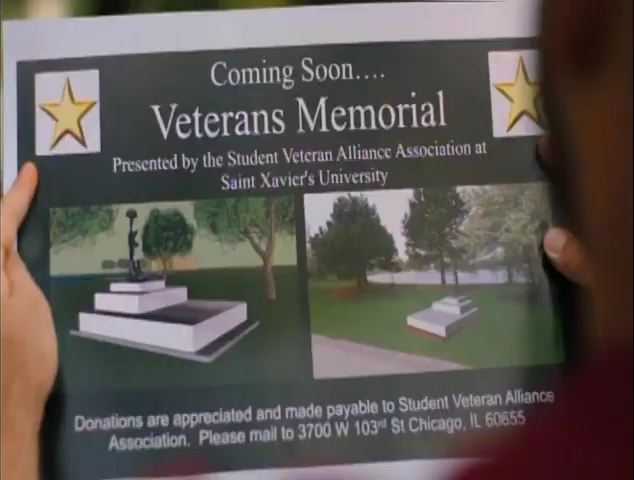 Coming Soon....
Veterans Memorial
Presented by the Student Veteran Alliance Association at
Saint Xavier's University
Donations are appreciated and made payable to Student Veteran Alliance
Association. Please mail to 3700 W 103rd St Chicago, IL 60655